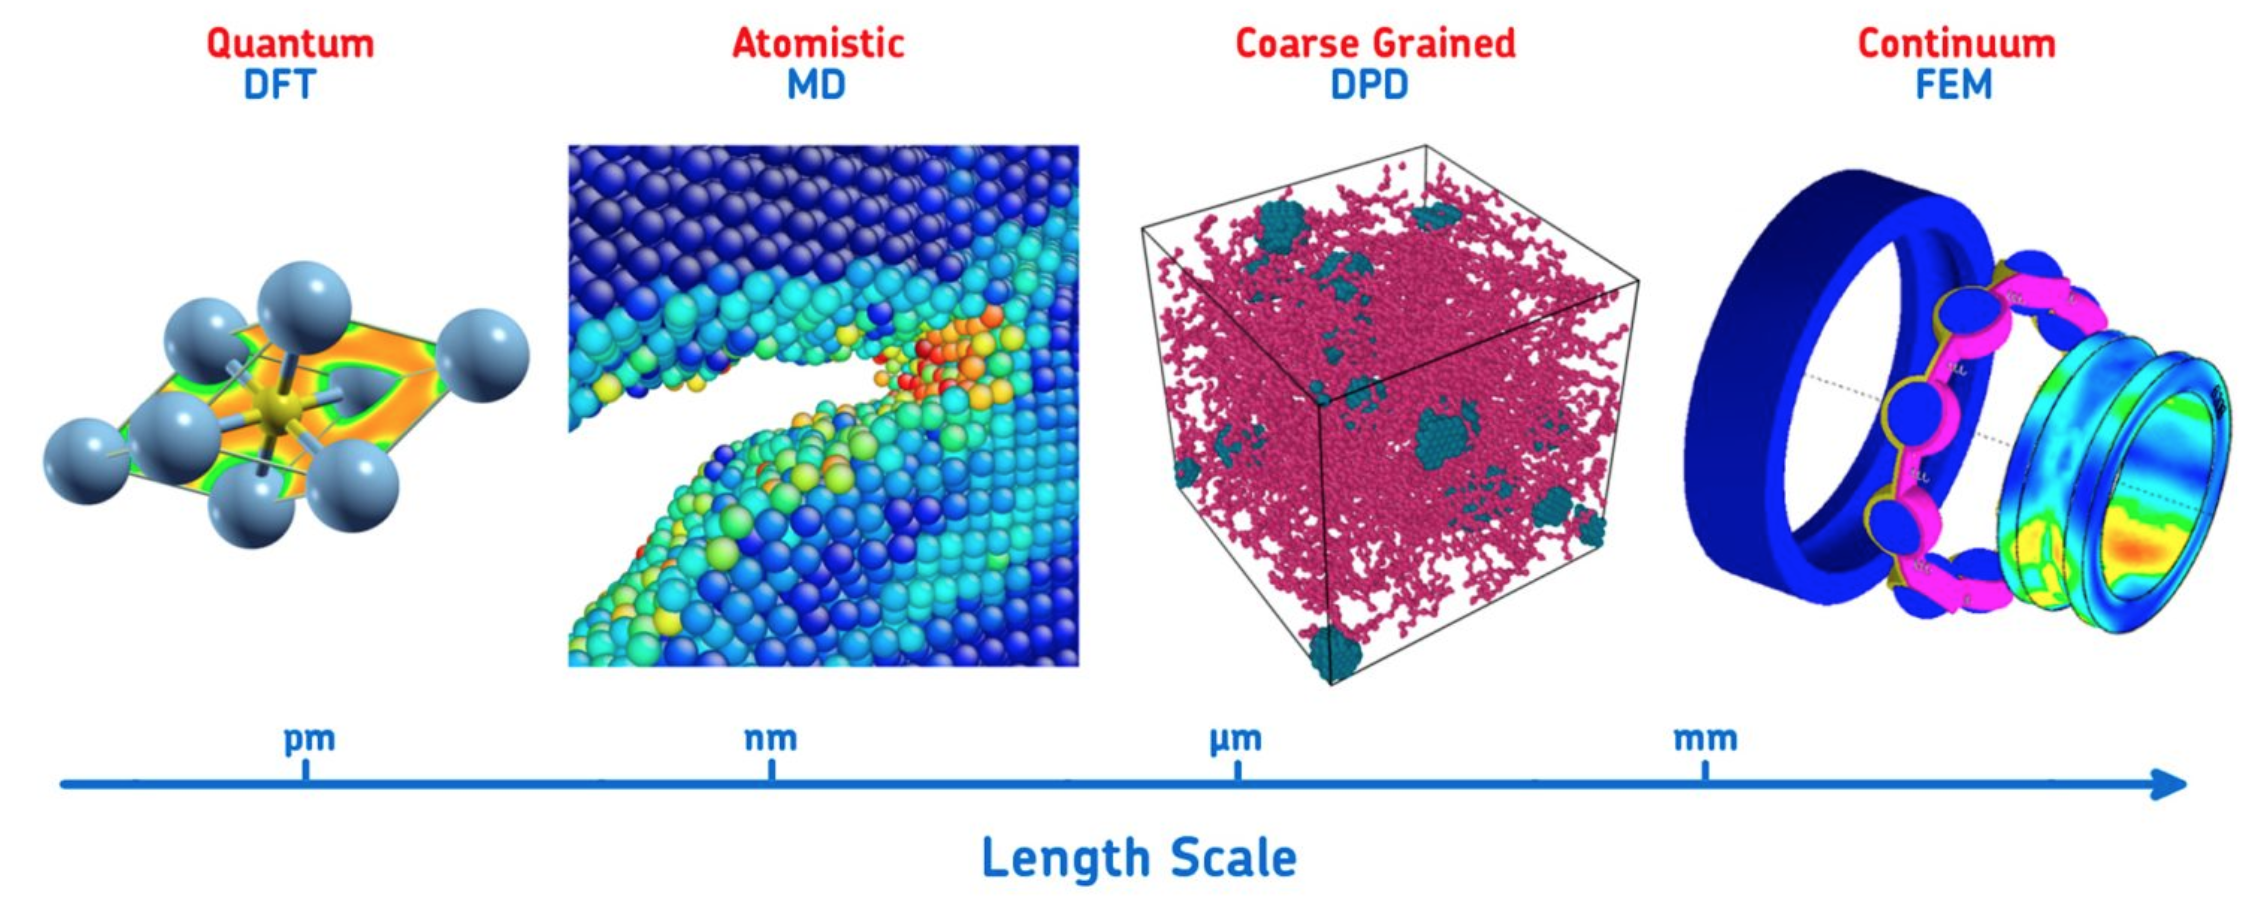 Quantum
DFT
Atomistic
MD
Coarse Grained
DPD
Continuum
FEM
pm
nm
µm
mm
Length Scale